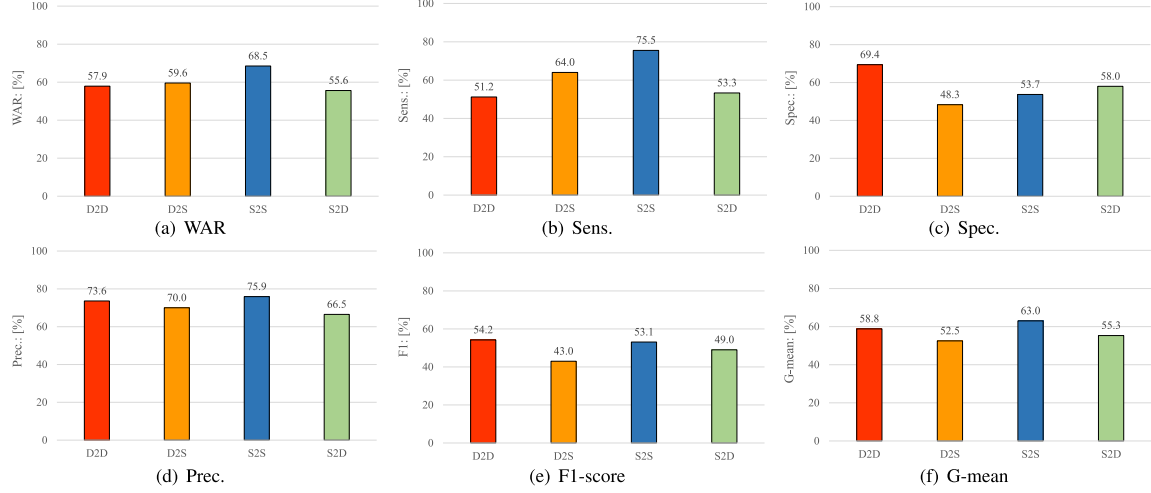 100
80
60
40
20
0
WAR: [%]
57.9
59.6
68.5
55.6
D2D
D2S
S2S
S2D
(a) WAR
100
80
60
40
20
0
Sens.: [%]
51.2
64.0
75.5
53.3
D2D
D2S
S2S
S2D
(b) Sens.
100
80
60
40
20
0
Spec.: [%]
69.4
48.3
53.7
58.0
D2D
D2S
S2S
S2D
(c) Spec.
100
80
60
40
20
0
Prec.: [%]
73.6
70.0
75.9
66.5
D2D
D2S
S2S
S2D
(d) Prec.
100
80
60
40
20
0
F1: [%]
54.2
43.0
53.1
49.0
D2D
D2S
S2S
S2D
(e) F1-score
100
80
60
40
20
0
G-mean: [%]
58.8
52.5
63.0
55.3
D2D
D2S
S2S
S2D
(f) G-mean